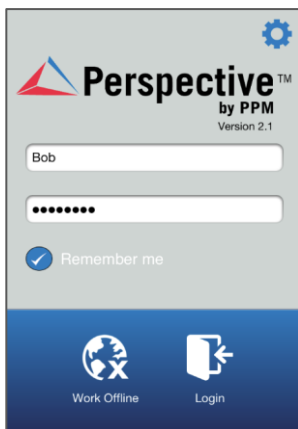 Perspective™
by PPM
Version 2.1
Bob
••••••••
Remember me
Work Offline
Login